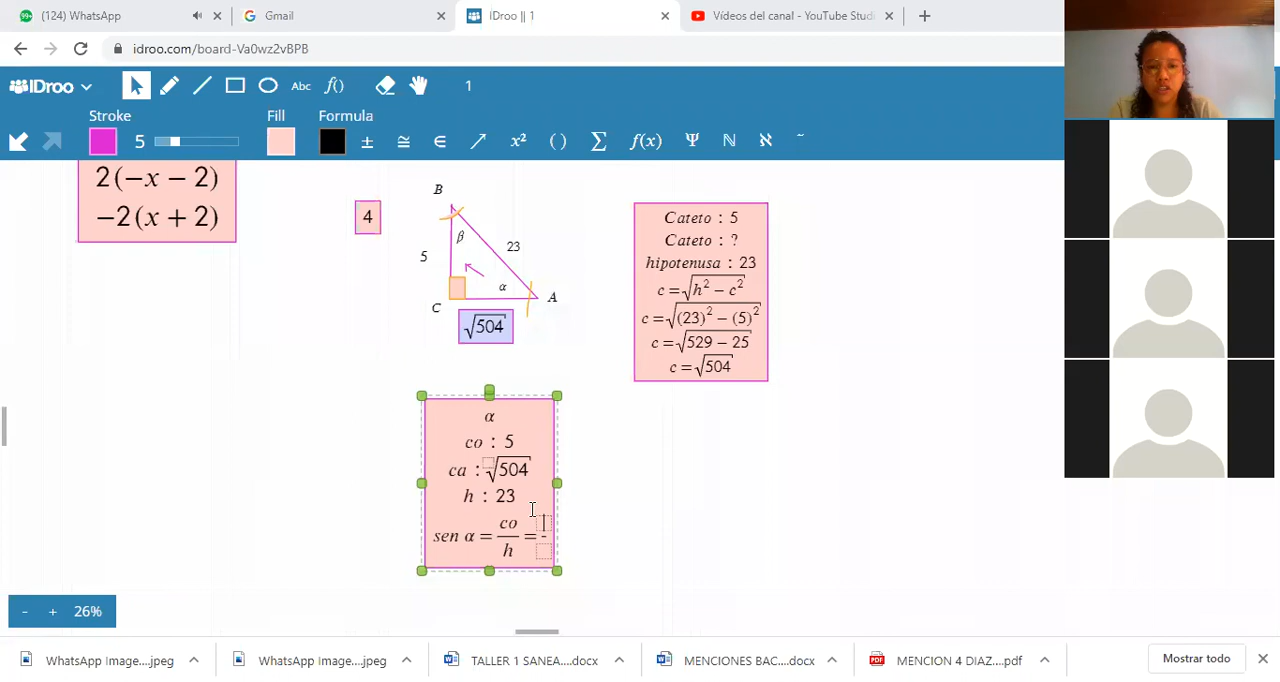 (124) WhatsApp
Gmail
IDroo || 1
Vídeos del canal - YouTube Studi
idroo.com/board-Va0wz2vBPB
IDroo
Abc
f()
1
Stroke
Fill
Formula
5
± ≅ ∈ x² ( ) ∑ f(x) Ψ ℕ ℵ ~
2(−x − 2)
−2(x + 2)
4
B
β
23
5
α
C
A
√504
Cateto : 5
Cateto : ?
hipotenusa : 23
c = √h² − c²
c = √(23)² − (5)²
c = √529 − 25
c = √504
α
co : 5
ca : √504
h : 23
sen α = co/h =
- + 26%
WhatsApp Image....jpeg
WhatsApp Image....jpeg
TALLER 1 SANEA....docx
MENCIONES BAC....docx
MENCION 4 DIAZ....pdf
Mostrar todo